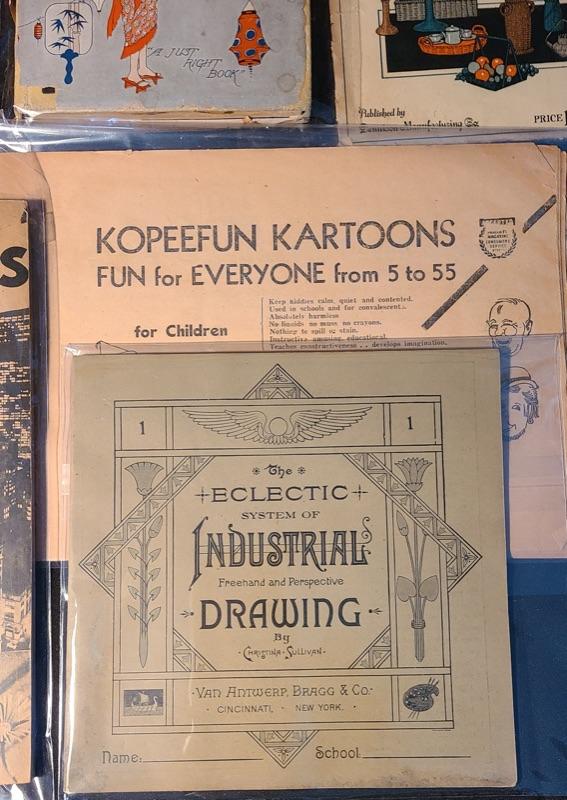 "A JUST
RIGHT
BOOK"
Published by
Dennison Manufacturing Co.
PRICE
S
KOPEEFUN KARTOONS
FUN for EVERYONE from 5 to 55
for Children
Keep kiddies calm, quiet and contented.
Used in schools and for convalescents.
Absolutely harmless
No liquids no muss no crayons.
Nothing to spill or stain.
Instructive amusing educational.
Teaches constructiveness . . develops imagination.
1
1
The
ECLECTIC
SYSTEM OF
INDUSTRIAL
Freehand and Perspective
DRAWING
By
·CHRISTINA·SULLIVAN·
·VAN ANTWERP, BRAGG & CO.·
·CINCINNATI, · NEW YORK.·
Name:
School: